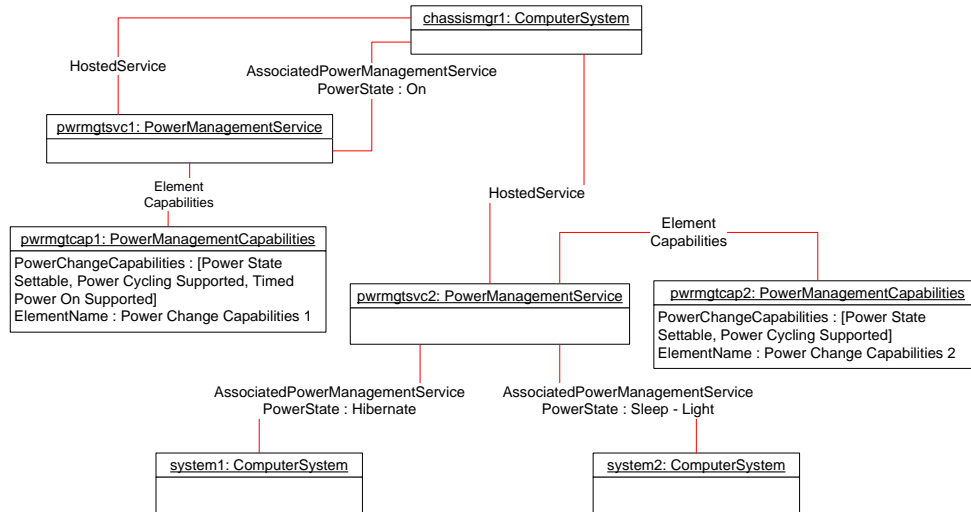 chassismgr1: ComputerSystem
HostedService
AssociatedPowerManagementService
PowerState : On
pwrmgtsvc1: PowerManagementService
Element
Capabilities
HostedService
pwrmgtcap1: PowerManagementCapabilities
PowerChangeCapabilities : [Power State
Settable, Power Cycling Supported, Timed
Power On Supported]
ElementName : Power Change Capabilities 1
Element
Capabilities
pwrmgtsvc2: PowerManagementService
pwrmgtcap2: PowerManagementCapabilities
PowerChangeCapabilities : [Power State
Settable, Power Cycling Supported]
ElementName : Power Change Capabilities 2
AssociatedPowerManagementService
PowerState : Hibernate
AssociatedPowerManagementService
PowerState : Sleep - Light
system1: ComputerSystem
system2: ComputerSystem